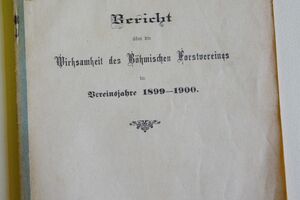 Bericht
über die
Wirksamkeit des Böhmischen Forstvereines
im
Vereinsjahre 1899—1900.